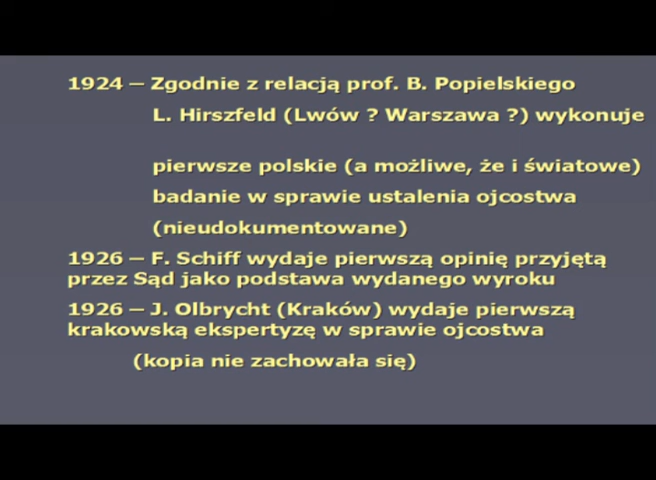 1924 – Zgodnie z relacją prof. B. Popielskiego
L. Hirszfeld (Lwów ? Warszawa ?) wykonuje
pierwsze polskie (a możliwe, że i światowe)
badanie w sprawie ustalenia ojcostwa
(nieudokumentowane)
1926 – F. Schiff wydaje pierwszą opinię przyjętą
przez Sąd jako podstawa wydanego wyroku
1926 – J. Olbrycht (Kraków) wydaje pierwszą
krakowską ekspertyzę w sprawie ojcostwa
(kopia nie zachowała się)